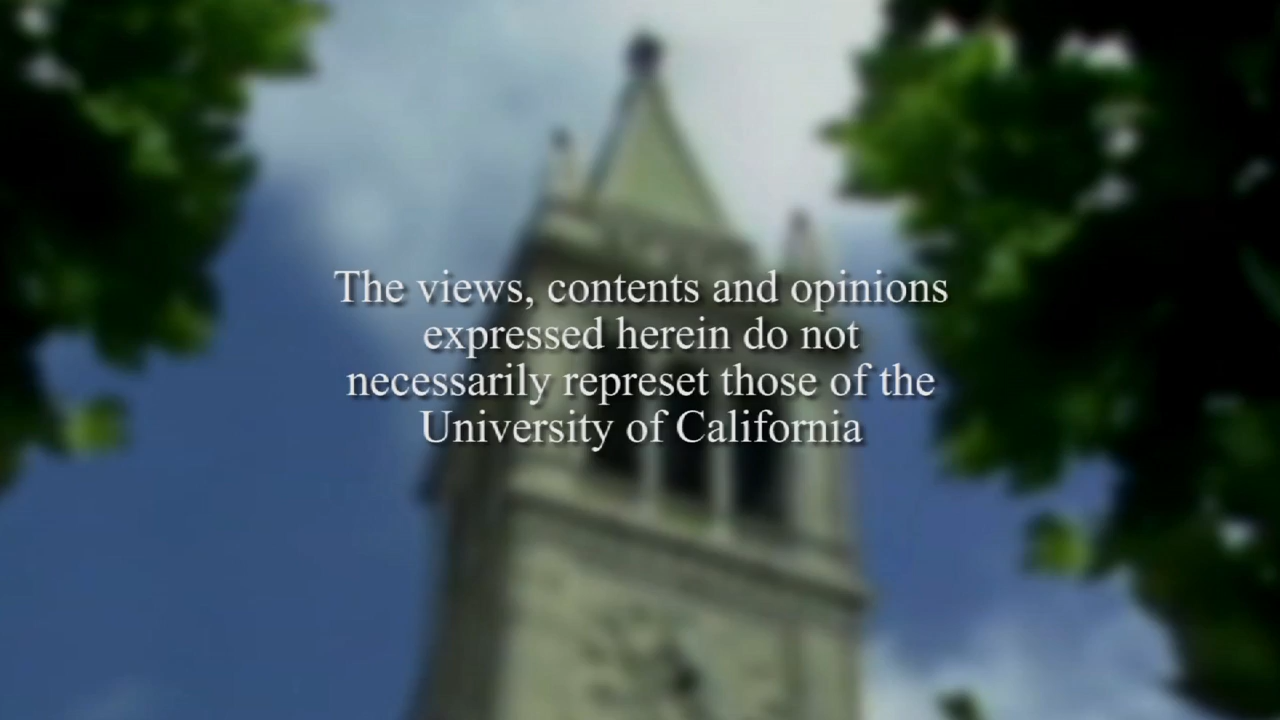 The views, contents and opinions
expressed herein do not
necessarily represet those of the
University of California